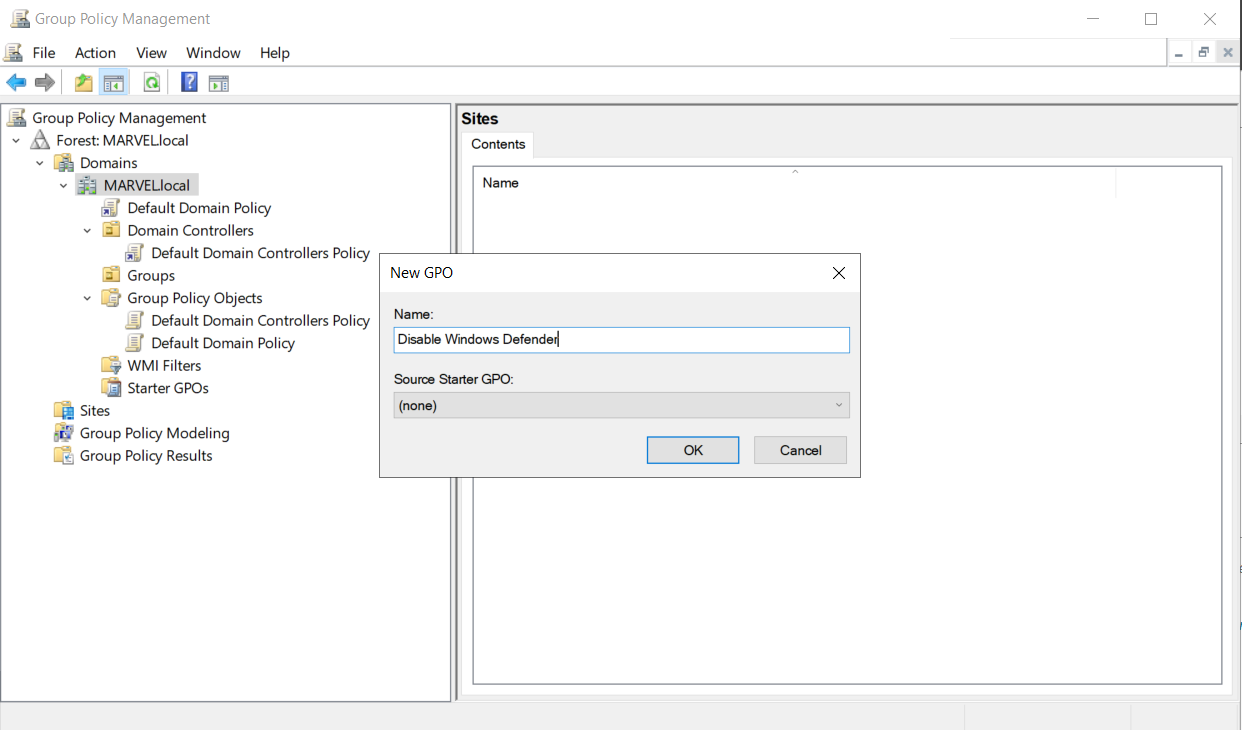 Group Policy Management
File Action View Window Help
Group Policy Management
Forest: MARVEL.local
Domains
MARVEL.local
Default Domain Policy
Domain Controllers
Default Domain Controllers Policy
Groups
Group Policy Objects
Default Domain Controllers Policy
Default Domain Policy
WMI Filters
Starter GPOs
Sites
Group Policy Modeling
Group Policy Results
Sites
Contents
Name
New GPO
Name:
Disable Windows Defender
Source Starter GPO:
(none)
OK Cancel